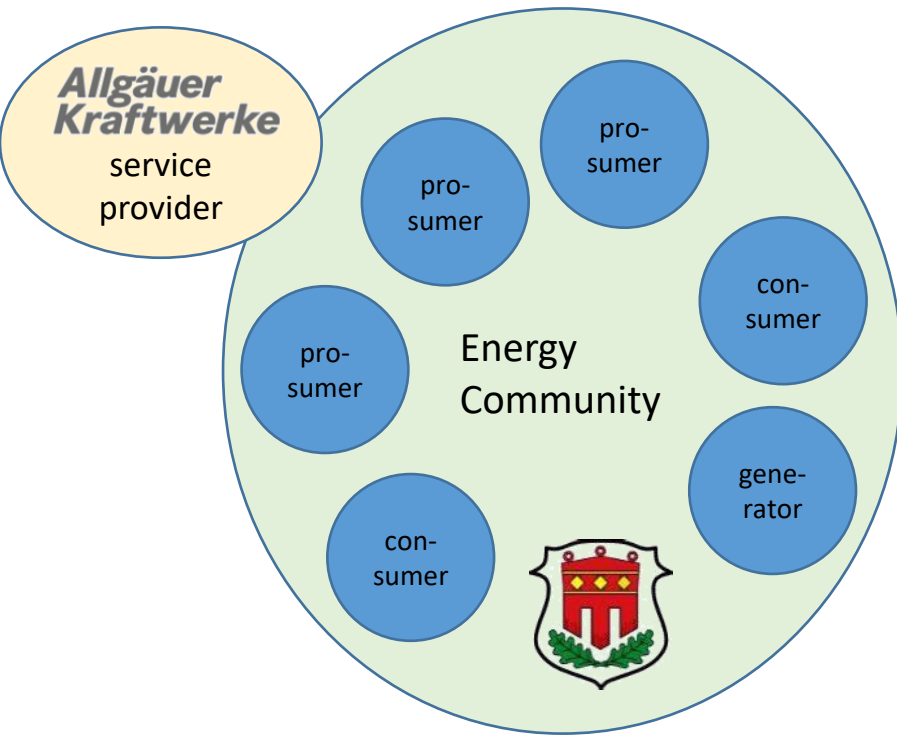 Allgäuer
Kraftwerke
service
provider
pro-
sumer
pro-
sumer
con-
sumer
pro-
sumer
Energy
Community
gene-
rator
con-
sumer